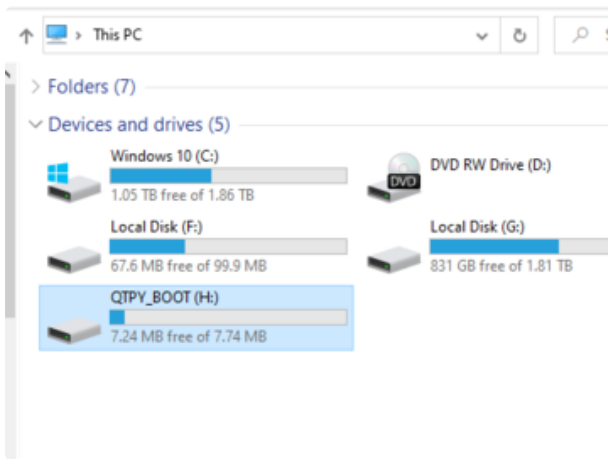 This PC
Folders (7)
Devices and drives (5)
Windows 10 (C:)
1.05 TB free of 1.86 TB
DVD RW Drive (D:)
DVD
Local Disk (F:)
67.6 MB free of 99.9 MB
Local Disk (G:)
831 GB free of 1.81 TB
QTPY_BOOT (H:)
7.24 MB free of 7.74 MB